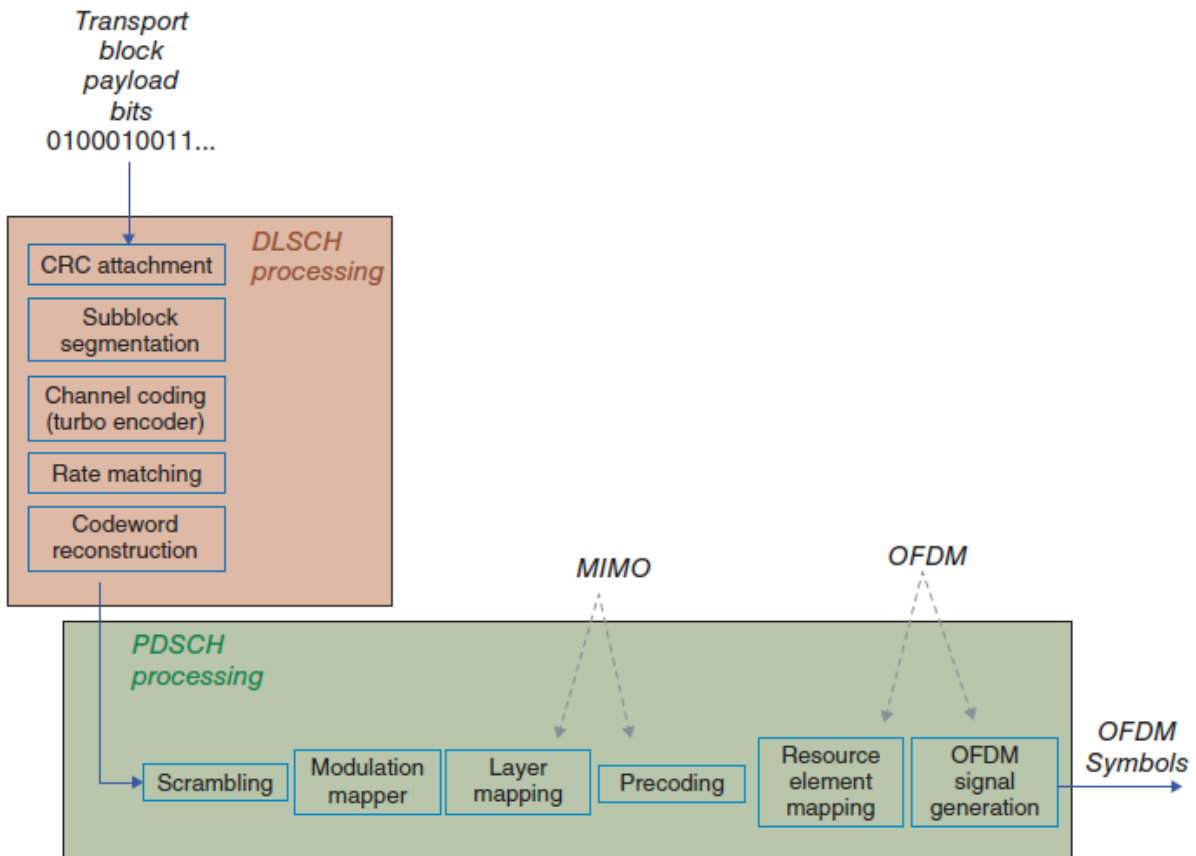 Transport
block
payload
bits
0100010011...
DLSCH
processing
CRC attachment
Subblock
segmentation
Channel coding
(turbo encoder)
Rate matching
Codeword
reconstruction
MIMO
OFDM
PDSCH
processing
Scrambling
Modulation
mapper
Layer
mapping
Precoding
Resource
element
mapping
OFDM
signal
generation
OFDM
Symbols